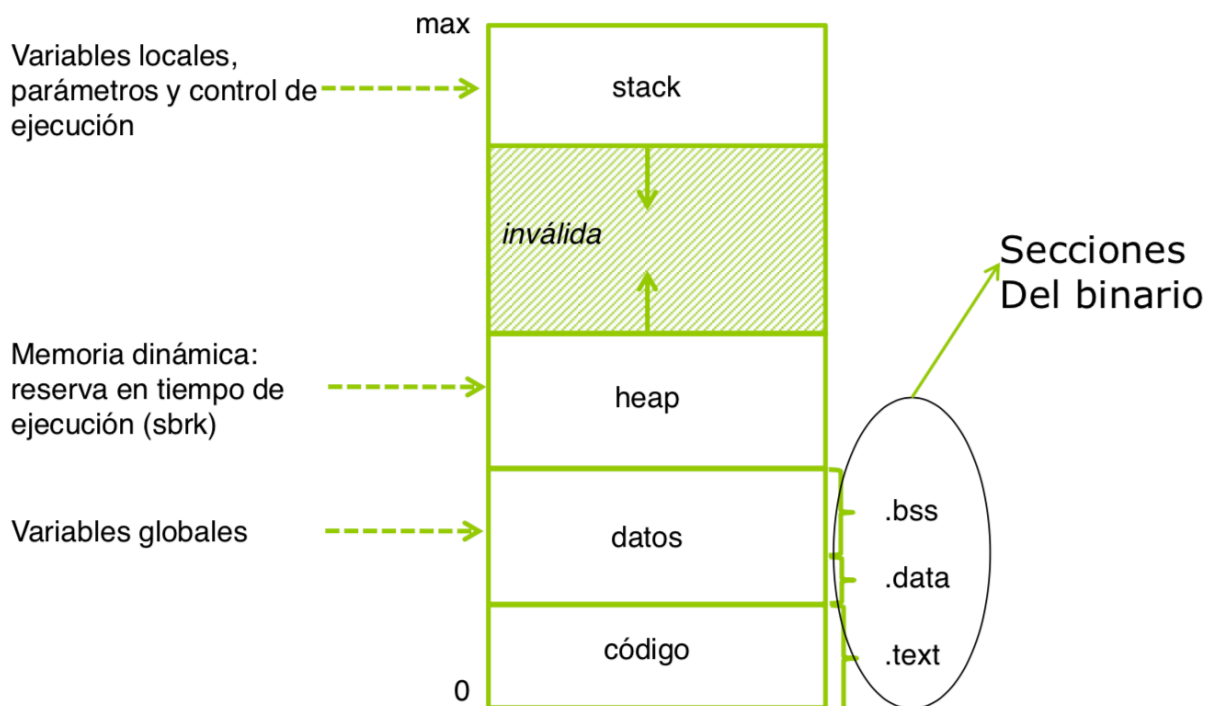 max
Variables locales,
parámetros y control de
ejecución
stack
inválida
Secciones
Del binario
Memoria dinámica:
reserva en tiempo de
ejecución (sbrk)
heap
Variables globales
datos
.bss
.data
código
.text
0